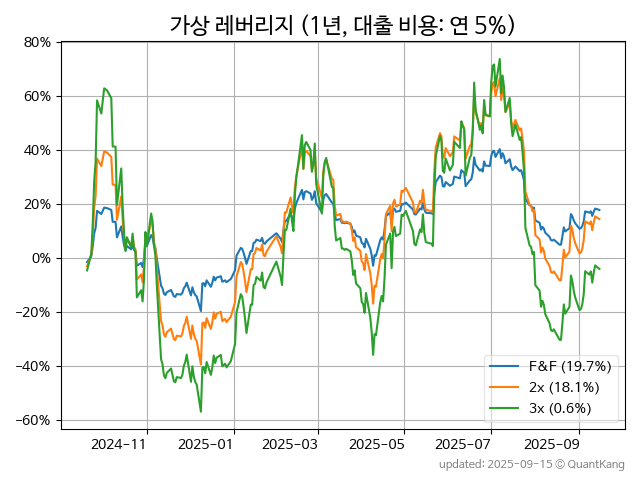 가상 레버리지 (1년, 대출 비용: 연 5%)
80%
60%
40%
20%
0%
−20%
−40%
−60%
F&F (19.7%)
2x (18.1%)
3x (0.6%)
2024-11
2025-01
2025-03
2025-05
2025-07
2025-09
updated: 2025-09-15 © QuantKang